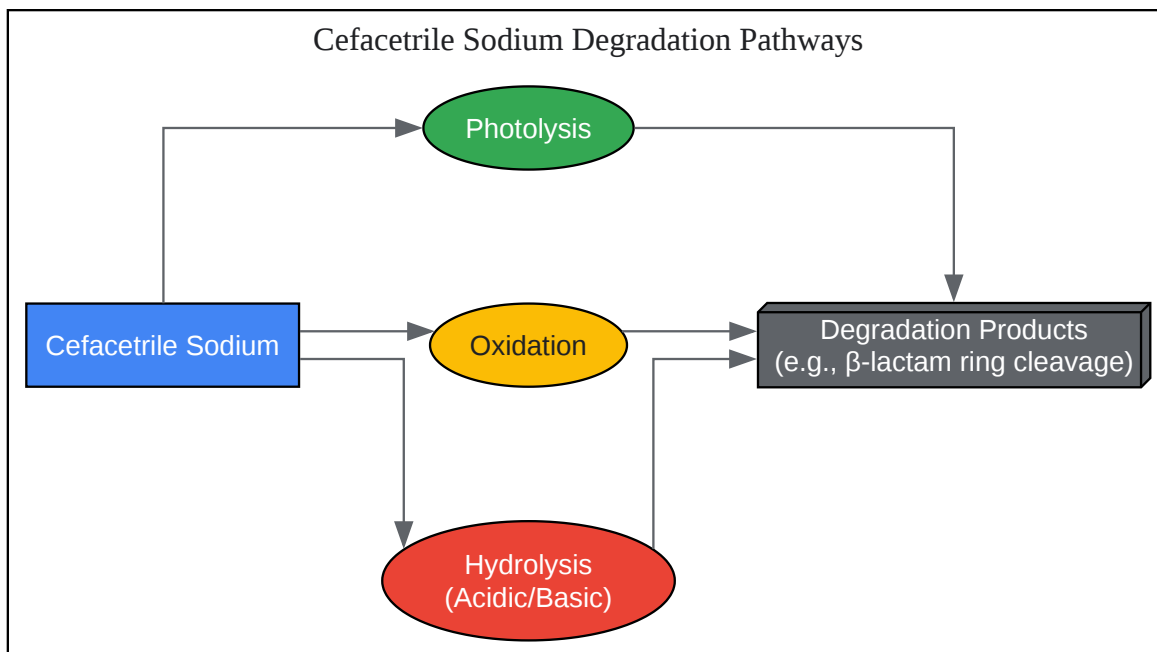 Cefacetrile Sodium Degradation Pathways
Photolysis
Cefacetrile Sodium
Oxidation
Degradation Products
(e.g., β-lactam ring cleavage)
Hydrolysis
(Acidic/Basic)